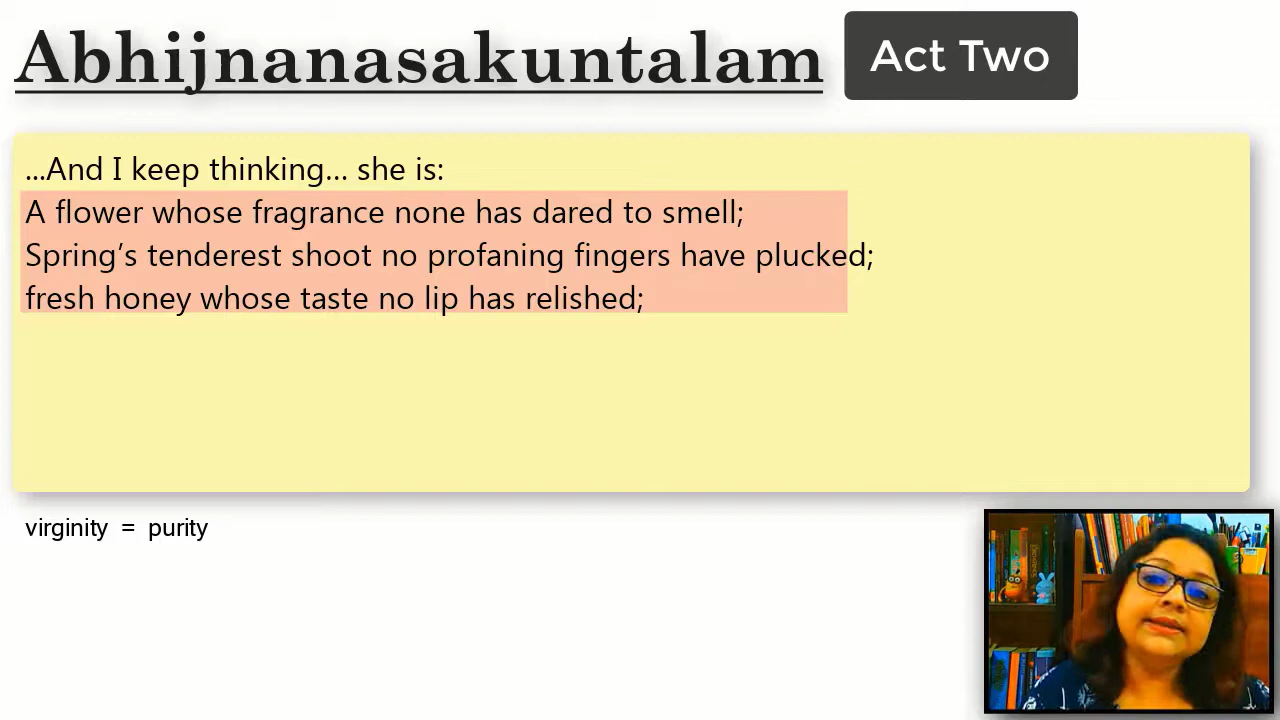 Abhijnanasakuntalam
Act Two
...And I keep thinking... she is:
A flower whose fragrance none has dared to smell;
Spring’s tenderest shoot no profaning fingers have plucked;
fresh honey whose taste no lip has relished;
virginity = purity